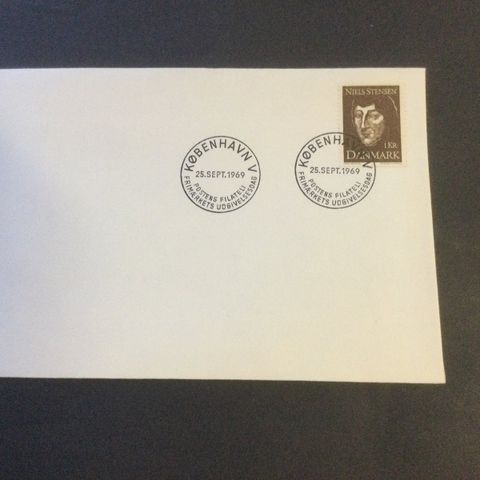 NIELS STENSEN
1 KR
DANMARK
KØBENHAVN V
25.SEPT.1969
POSTENS FILATELI
FRIMÆRKETS UDGIVELSESDAG
KØBENHAVN V
25.SEPT.1969
POSTENS FILATELI
FRIMÆRKETS UDGIVELSESDAG